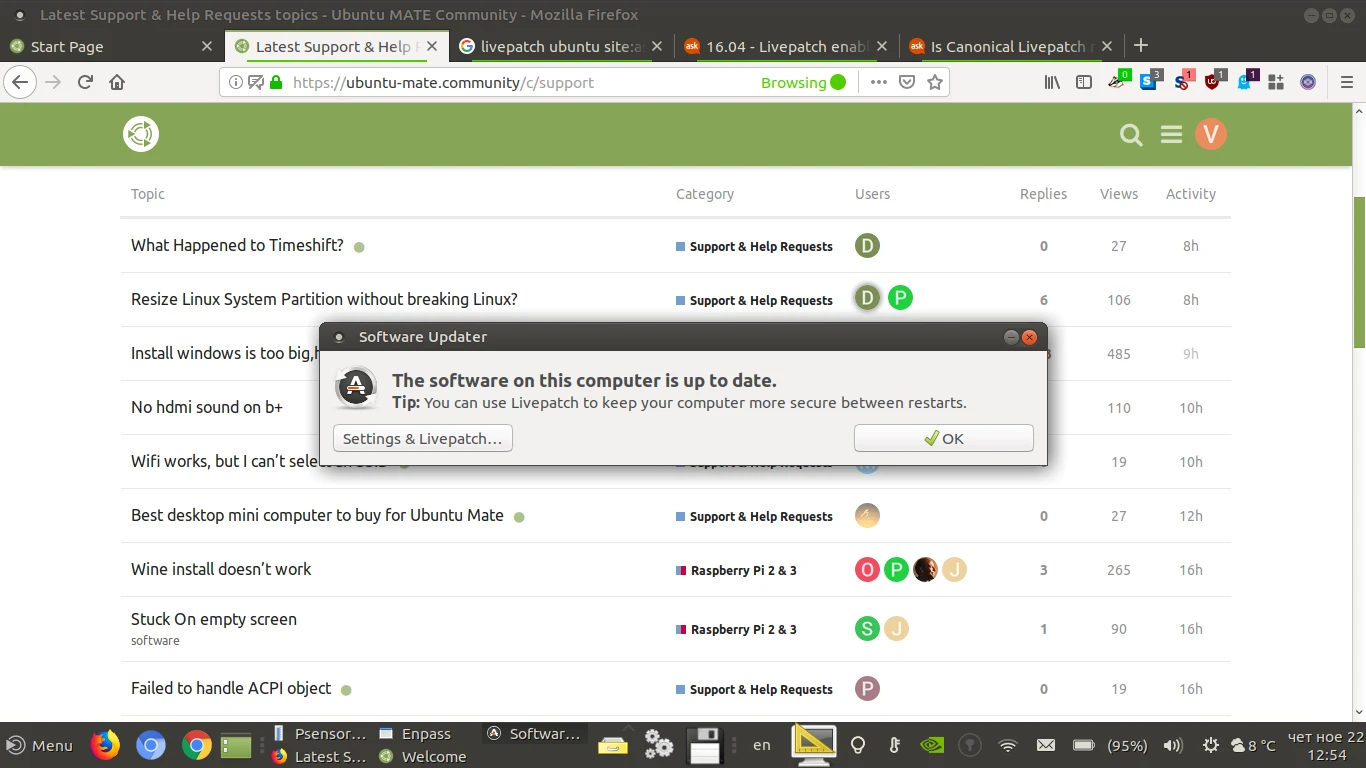 Latest Support & Help Requests topics - Ubuntu MATE Community - Mozilla Firefox
Start Page
Latest Support & Help
livepatch ubuntu site:a
16.04 - Livepatch enab
Is Canonical Livepatch
https://ubuntu-mate.community/c/support
Browsing
0
3
1
1
1
V
Topic Category Users Replies Views Activity
What Happened to Timeshift? Support & Help Requests D 0 27 8h
Resize Linux System Partition without breaking Linux? Support & Help Requests D P 6 106 8h
Install windows is too big,h 485 9h
No hdmi sound on b+ 110 10h
Wifi works, but I can’t sele 19 10h
Software Updater
The software on this computer is up to date.
Tip: You can use Livepatch to keep your computer more secure between restarts.
Settings & Livepatch…
OK
Best desktop mini computer to buy for Ubuntu Mate Support & Help Requests 0 27 12h
Wine install doesn’t work Raspberry Pi 2 & 3 O P J 3 265 16h
Stuck On empty screen Raspberry Pi 2 & 3 S J 1 90 16h
software
Failed to handle ACPI object Support & Help Requests P 0 19 16h
Menu
Psensor…
Latest S…
Enpass
Welcome
Softwar…
en
(95%)
8 °C
чет ное 22
12:54